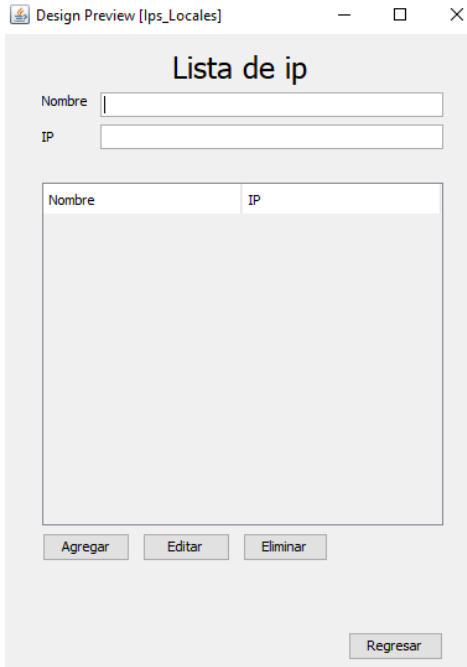 Design Preview [Ips_Locales]
Lista de ip
Nombre
IP
Nombre IP
Agregar Editar Eliminar
Regresar